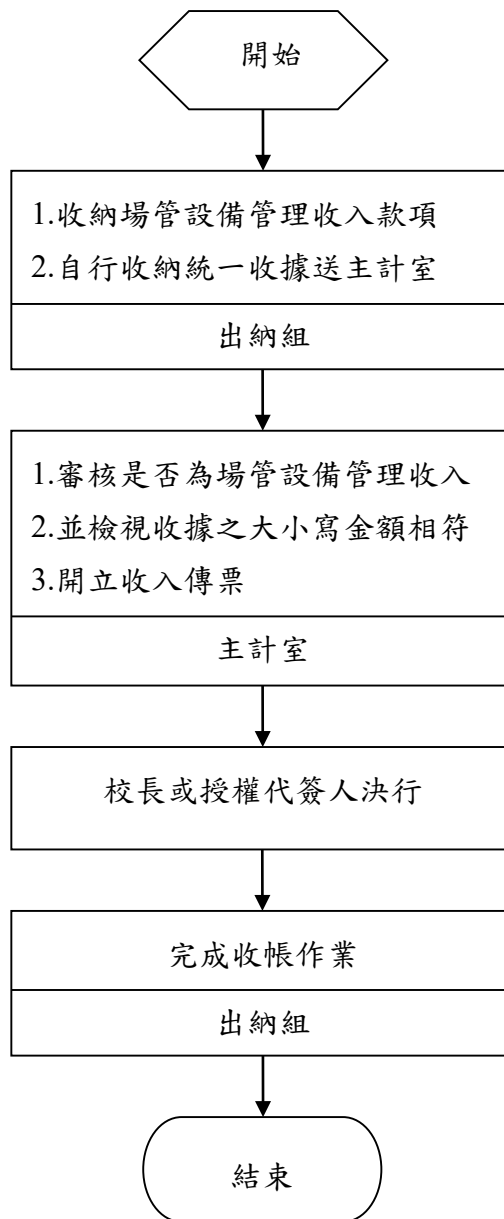 開始
1.收納場管設備管理收入款項
2.自行收納統一收據送主計室
出納組
1.審核是否為場管設備管理收入
2.並檢視收據之大小寫金額相符
3.開立收入傳票
主計室
校長或授權代簽人決行
完成收帳作業
出納組
結束